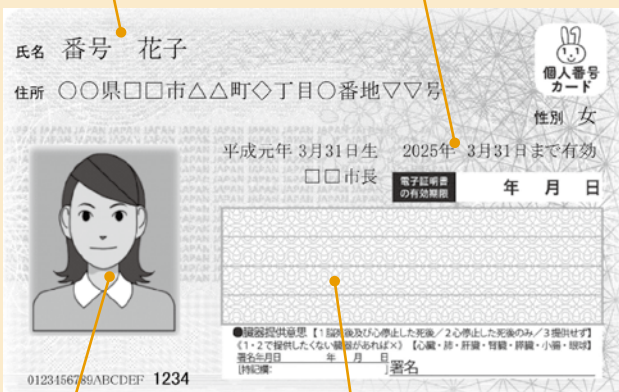 氏名 番号 花子
個人番号
カード
住所 ○○県□□市△△町◇丁目○番地▽▽号
性別 女
平成元年 3月31日生 2025年 3月31日まで有効
□□市長
電子証明書
の有効期限
年 月 日
●臓器提供意思【1脳死後及び心停止した死後／2心停止した死後のみ／3提供せず】
《1・2で提供したくない臓器があれば×》【心臓・肺・肝臓・腎臓・膵臓・小腸・眼球】
署名年月日 年 月 日
[特記欄: ]署名
0123456789ABCDEF 1234